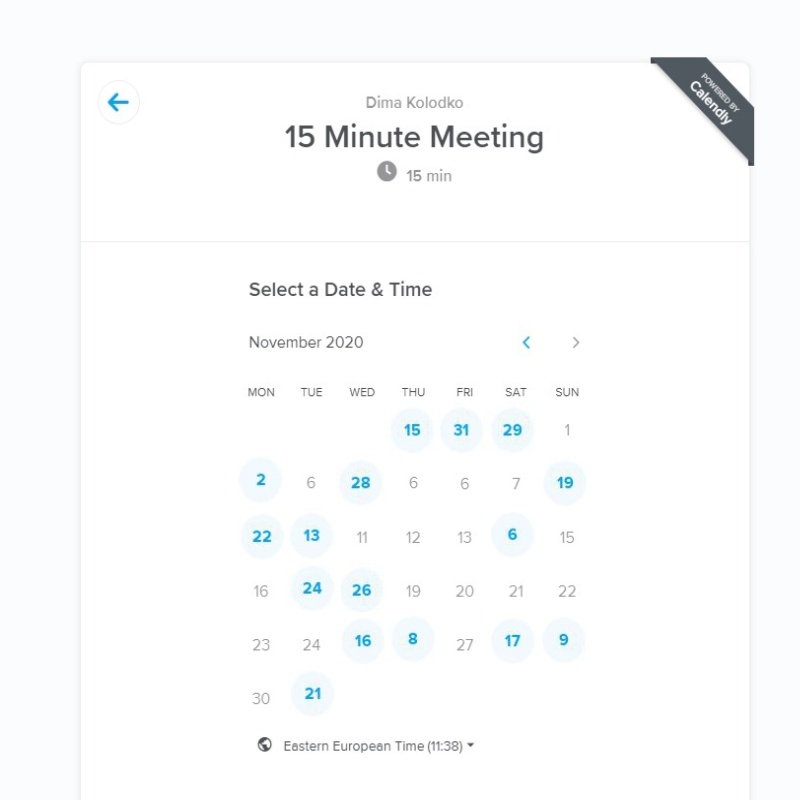 POWERED BY
Calendly
Dima Kolodko
15 Minute Meeting
15 min
Select a Date & Time
November 2020
MON TUE WED THU FRI SAT SUN
15 31 29 1
2 6 28 6 6 7 19
22 13 11 12 13 6 15
16 24 26 19 20 21 22
23 24 16 8 27 17 9
30 21
Eastern European Time (11:38)